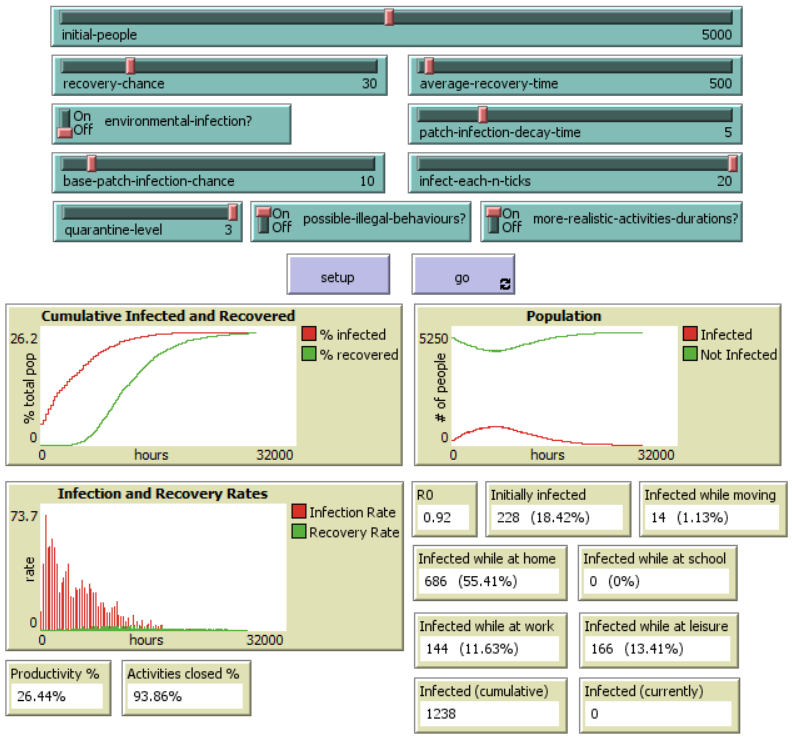 initial-people 5000
recovery-chance 30
average-recovery-time 500
On
Off
environmental-infection?
patch-infection-decay-time 5
base-patch-infection-chance 10
infect-each-n-ticks 20
quarantine-level 3
On
Off
possible-illegal-behaviours?
On
Off
more-realistic-activities-durations?
setup
go
Cumulative Infected and Recovered
26.2
% total pop
0
0
hours
32000
% infected
% recovered
Population
5250
# of people
0
0
hours
32000
Infected
Not Infected
Infection and Recovery Rates
73.7
rate
0
0
hours
32000
Infection Rate
Recovery Rate
R0
0.92
Initially infected
228 (18.42%)
Infected while moving
14 (1.13%)
Infected while at home
686 (55.41%)
Infected while at school
0 (0%)
Infected while at work
144 (11.63%)
Infected while at leisure
166 (13.41%)
Productivity %
26.44%
Activities closed %
93.86%
Infected (cumulative)
1238
Infected (currently)
0